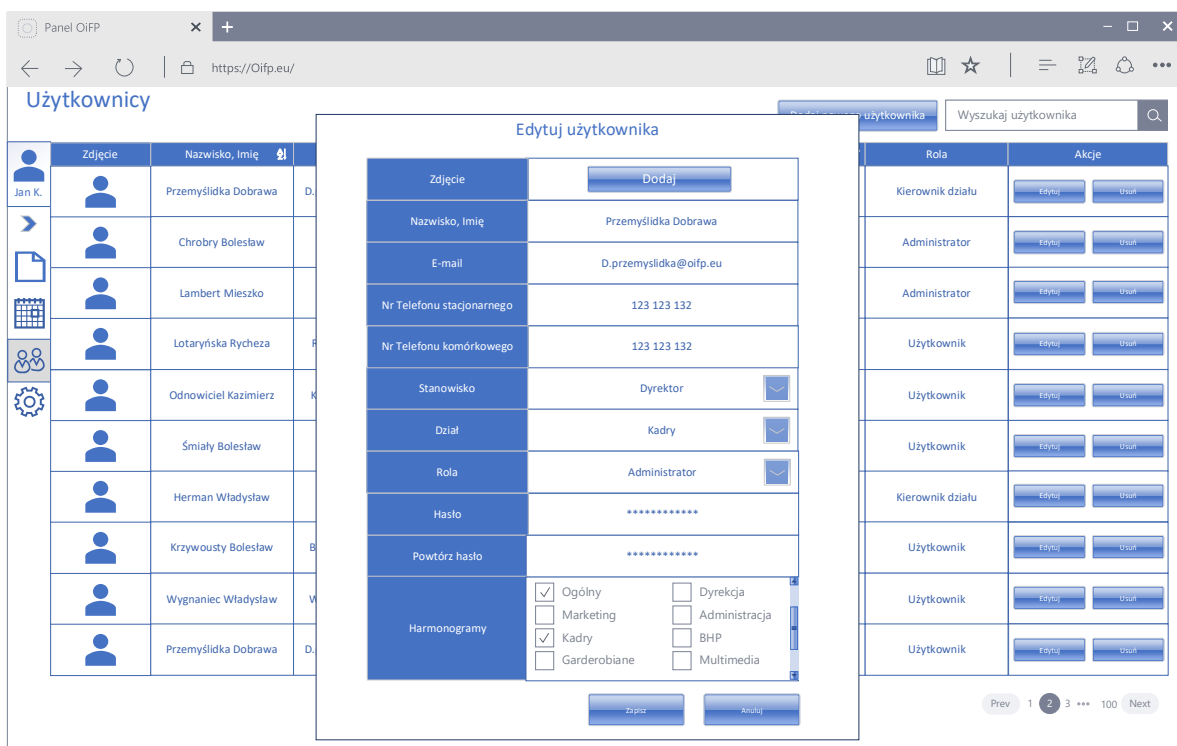 Panel OiFP
https://Oifp.eu/
Użytkownicy
użytkownika
Wyszukaj użytkownika
Edytuj użytkownika
Zdjęcie Nazwisko, Imię Rola Akcje
Jan K.
Przemyślidka Dobrawa D. Kierownik działu Edytuj Usuń
Chrobry Bolesław Administrator Edytuj Usuń
Lambert Mieszko Administrator Edytuj Usuń
Lotaryńska Rycheza Użytkownik Edytuj Usuń
Odnowiciel Kazimierz K Użytkownik Edytuj Usuń
Śmiały Bolesław Użytkownik Edytuj Usuń
Herman Władysław Kierownik działu Edytuj Usuń
Krzywousty Bolesław B Użytkownik Edytuj Usuń
Wygnaniec Władysław W Użytkownik Edytuj Usuń
Przemyślidka Dobrawa D. Użytkownik Edytuj Usuń
Zdjęcie Dodaj
Nazwisko, Imię Przemyślidka Dobrawa
E-mail D.przemyslidka@oifp.eu
Nr Telefonu stacjonarnego 123 123 132
Nr Telefonu komórkowego 123 123 132
Stanowisko Dyrektor
Dział Kadry
Rola Administrator
Hasło ************
Powtórz hasło ************
Harmonogramy
Ogólny Dyrekcja
Marketing Administracja
Kadry BHP
Garderobiane Multimedia
Zapisz Anuluj
Prev 1 2 3 ••• 100 Next